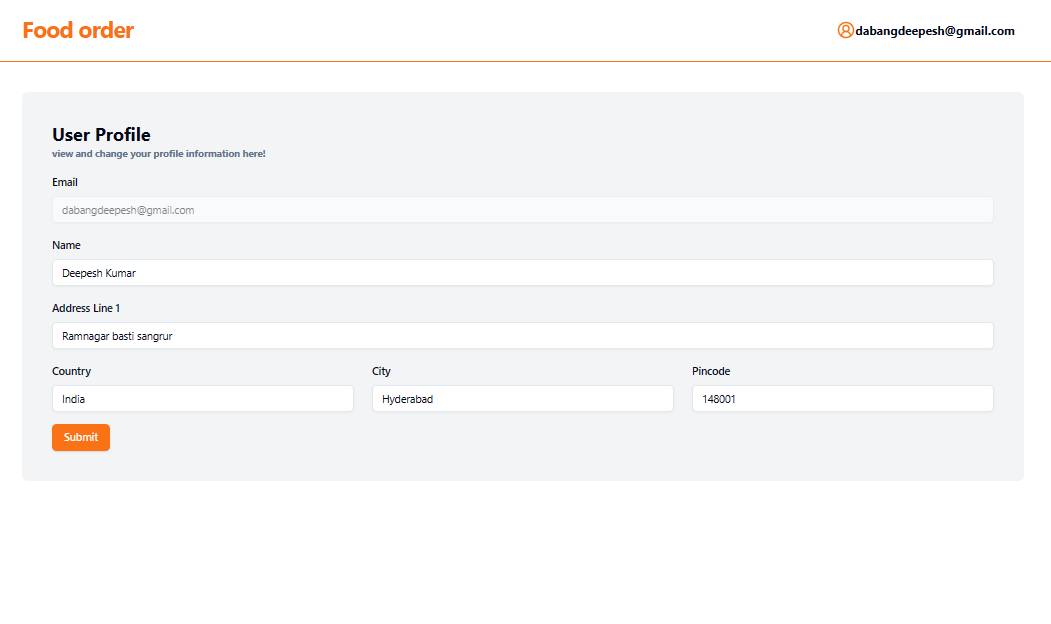 Food order
dabangdeepesh@gmail.com
User Profile
view and change your profile information here!
Email
dabangdeepesh@gmail.com
Name
Deepesh Kumar
Address Line 1
Ramnagar basti sangrur
Country City Pincode
India Hyderabad 148001
Submit